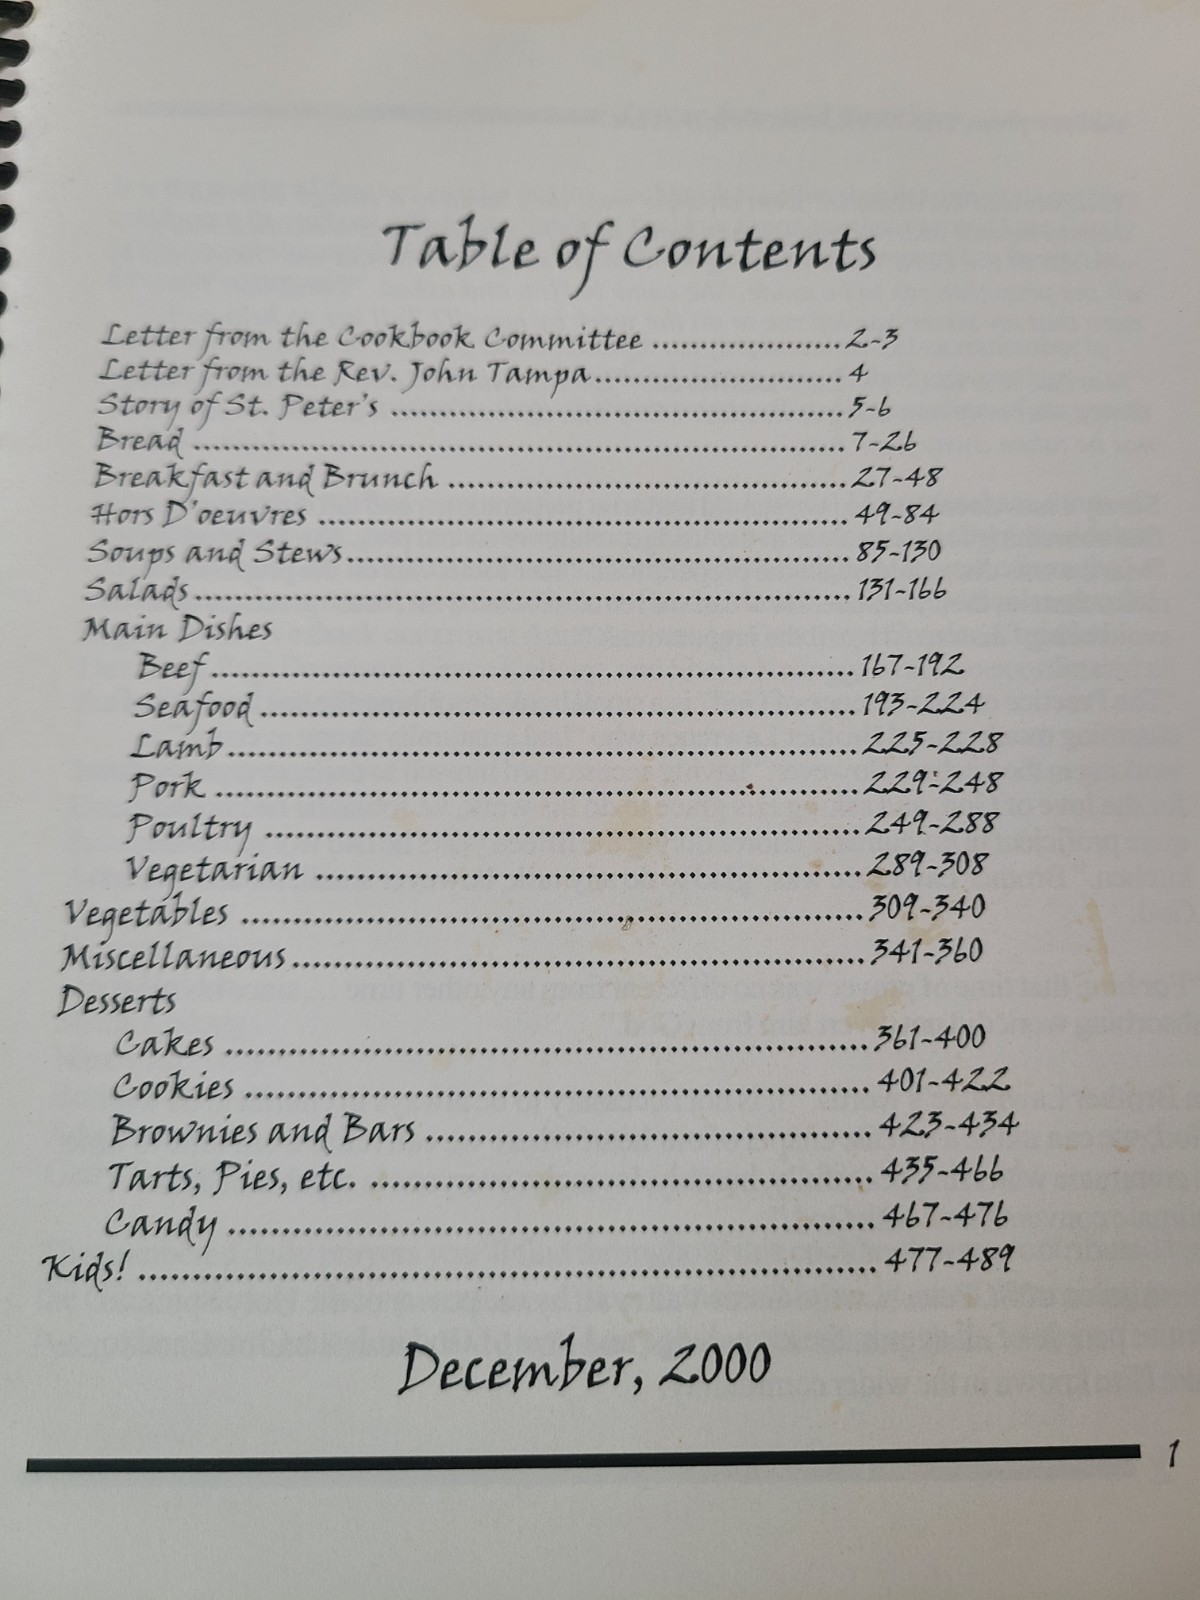 Table of Contents
Letter from the Cookbook Committee ....................2-3
Letter from the Rev. John Tampa..........................4
Story of St. Peter's ...............................................5-6
Bread ....................................................................7-26
Breakfast and Brunch ..........................................27-48
Hors D'oeuvres .......................................................49-84
Soups and Stews....................................................85-130
Salads....................................................................131-166
Main Dishes
Beef...................................................................167-192
Seafood..............................................................193-224
Lamb..................................................................225-228
Pork ...................................................................229-248
Poultry ..............................................................249-288
Vegetarian .........................................................289-308
Vegetables .................................................................309-340
Miscellaneous............................................................341-360
Desserts
Cakes ..................................................................361-400
Cookies ................................................................401-422
Brownies and Bars ..............................................423-434
Tarts, Pies, etc. ....................................................435-466
Candy ..................................................................467-476
Kids! ...........................................................................477-489
December, 2000
1